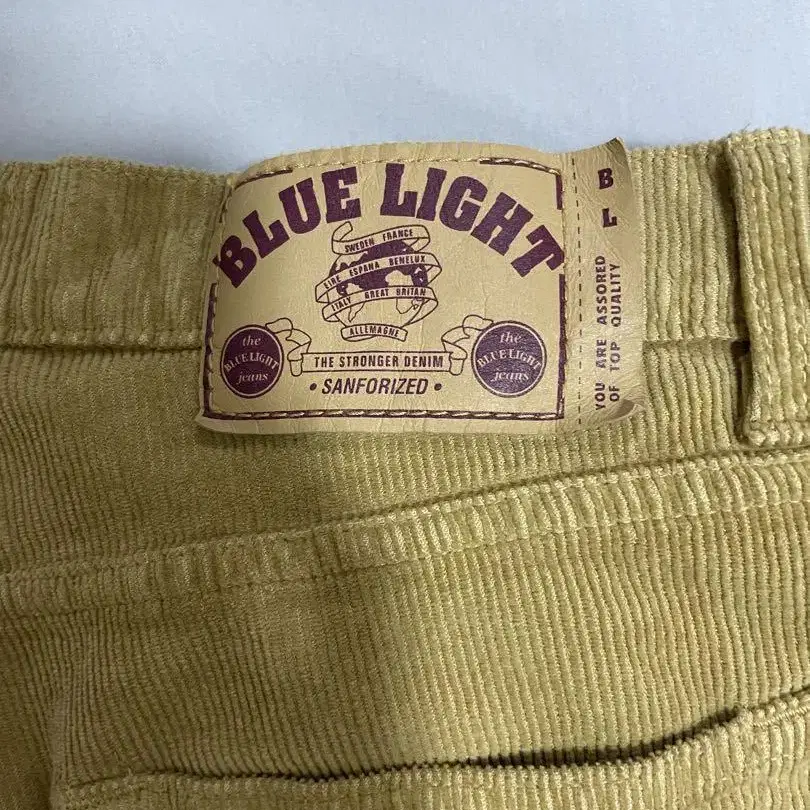 BLUE LIGHT
SWEDEN FRANCE
EIRE ESPANA BENELUX
ITALY GREAT BRITAN
ALLEMAGNE
the
BLUE LIGHT
jeans
THE STRONGER DENIM
• SANFORIZED •
the
BLUE LIGHT
jeans
B L
YOU ARE ASSORED
OF TOP QUALITY